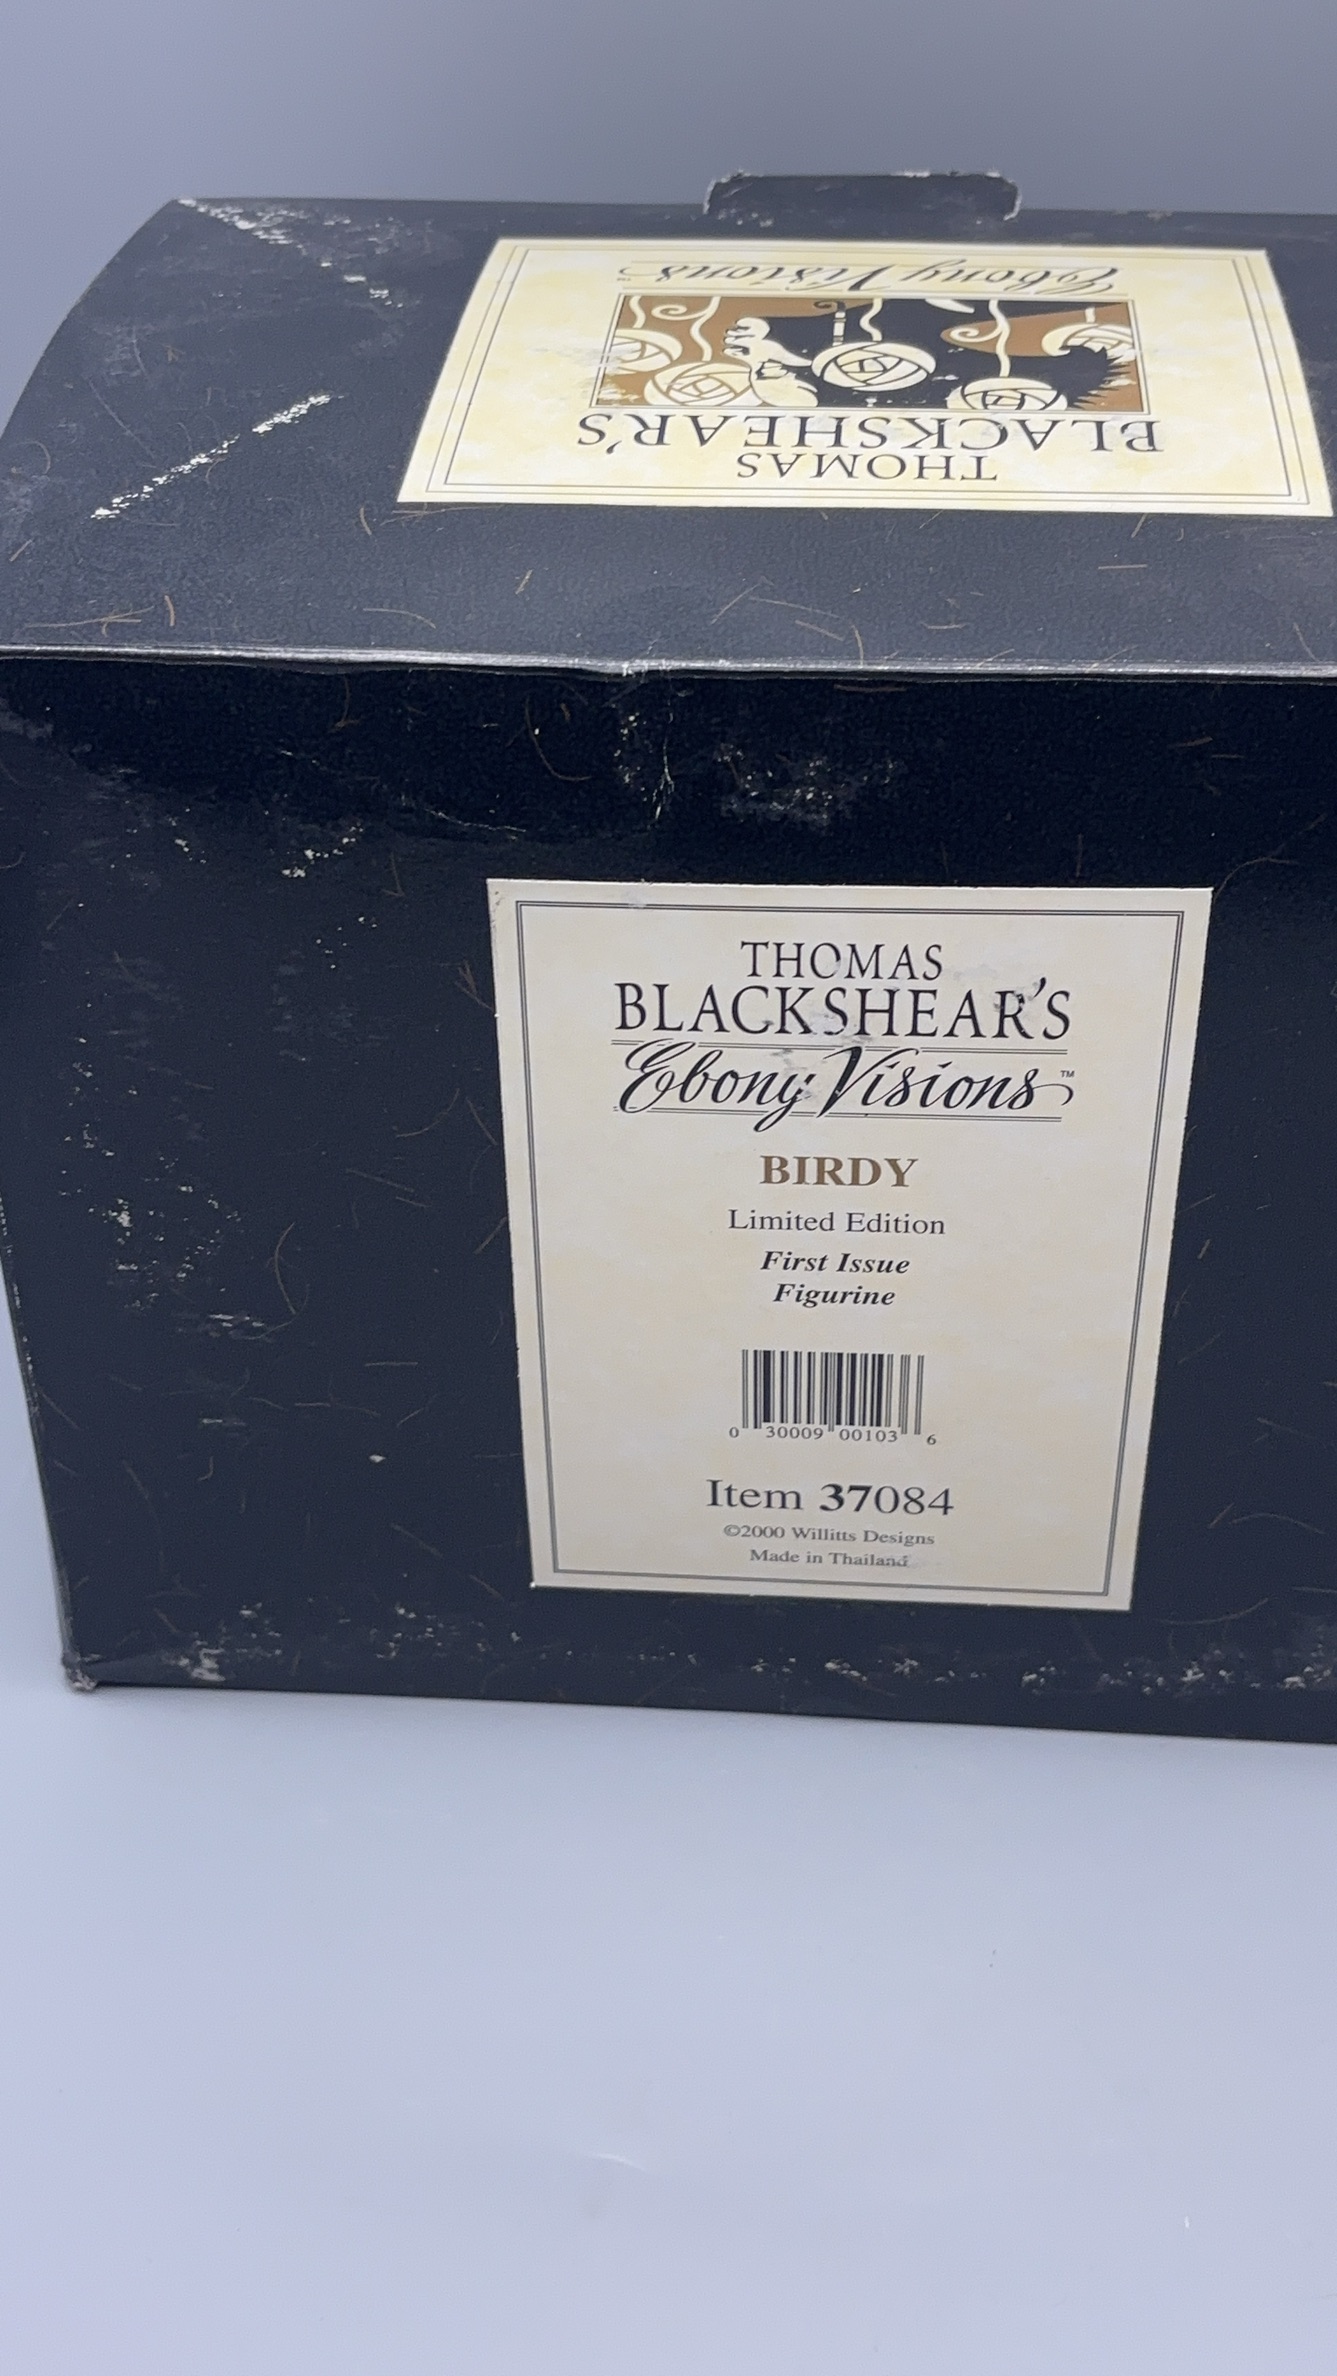 Ebony Visions™
THOMAS
BLACKSHEAR'S
THOMAS
BLACKSHEAR'S
Ebony Visions™
BIRDY
Limited Edition
First Issue
Figurine
0 30009 00103 6
Item 37084
©2000 Willitts Designs
Made in Thailand